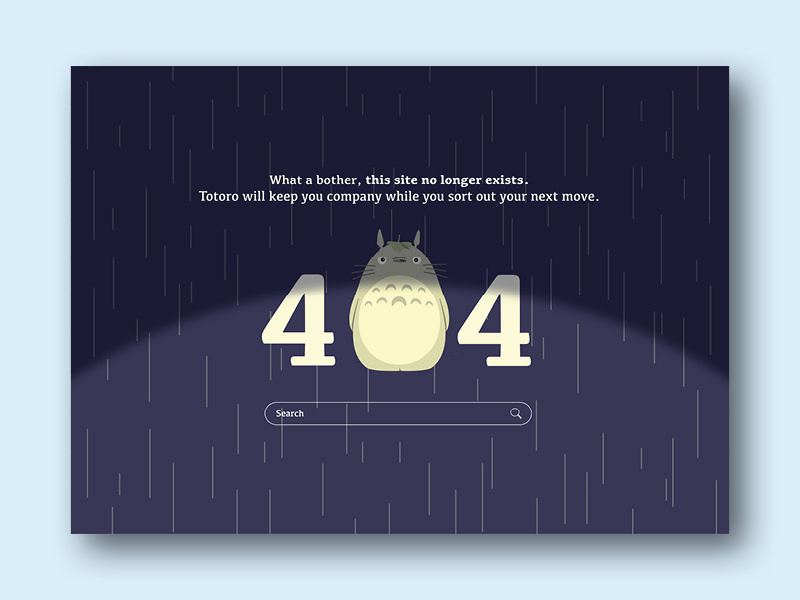 What a bother, this site no longer exists.
Totoro will keep you company while you sort out your next move.
4 4
Search